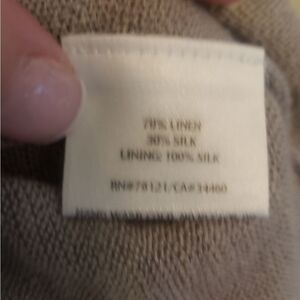 70% LINEN
30% SILK
LINING: 100% SILK
RN#78121/CA#34460